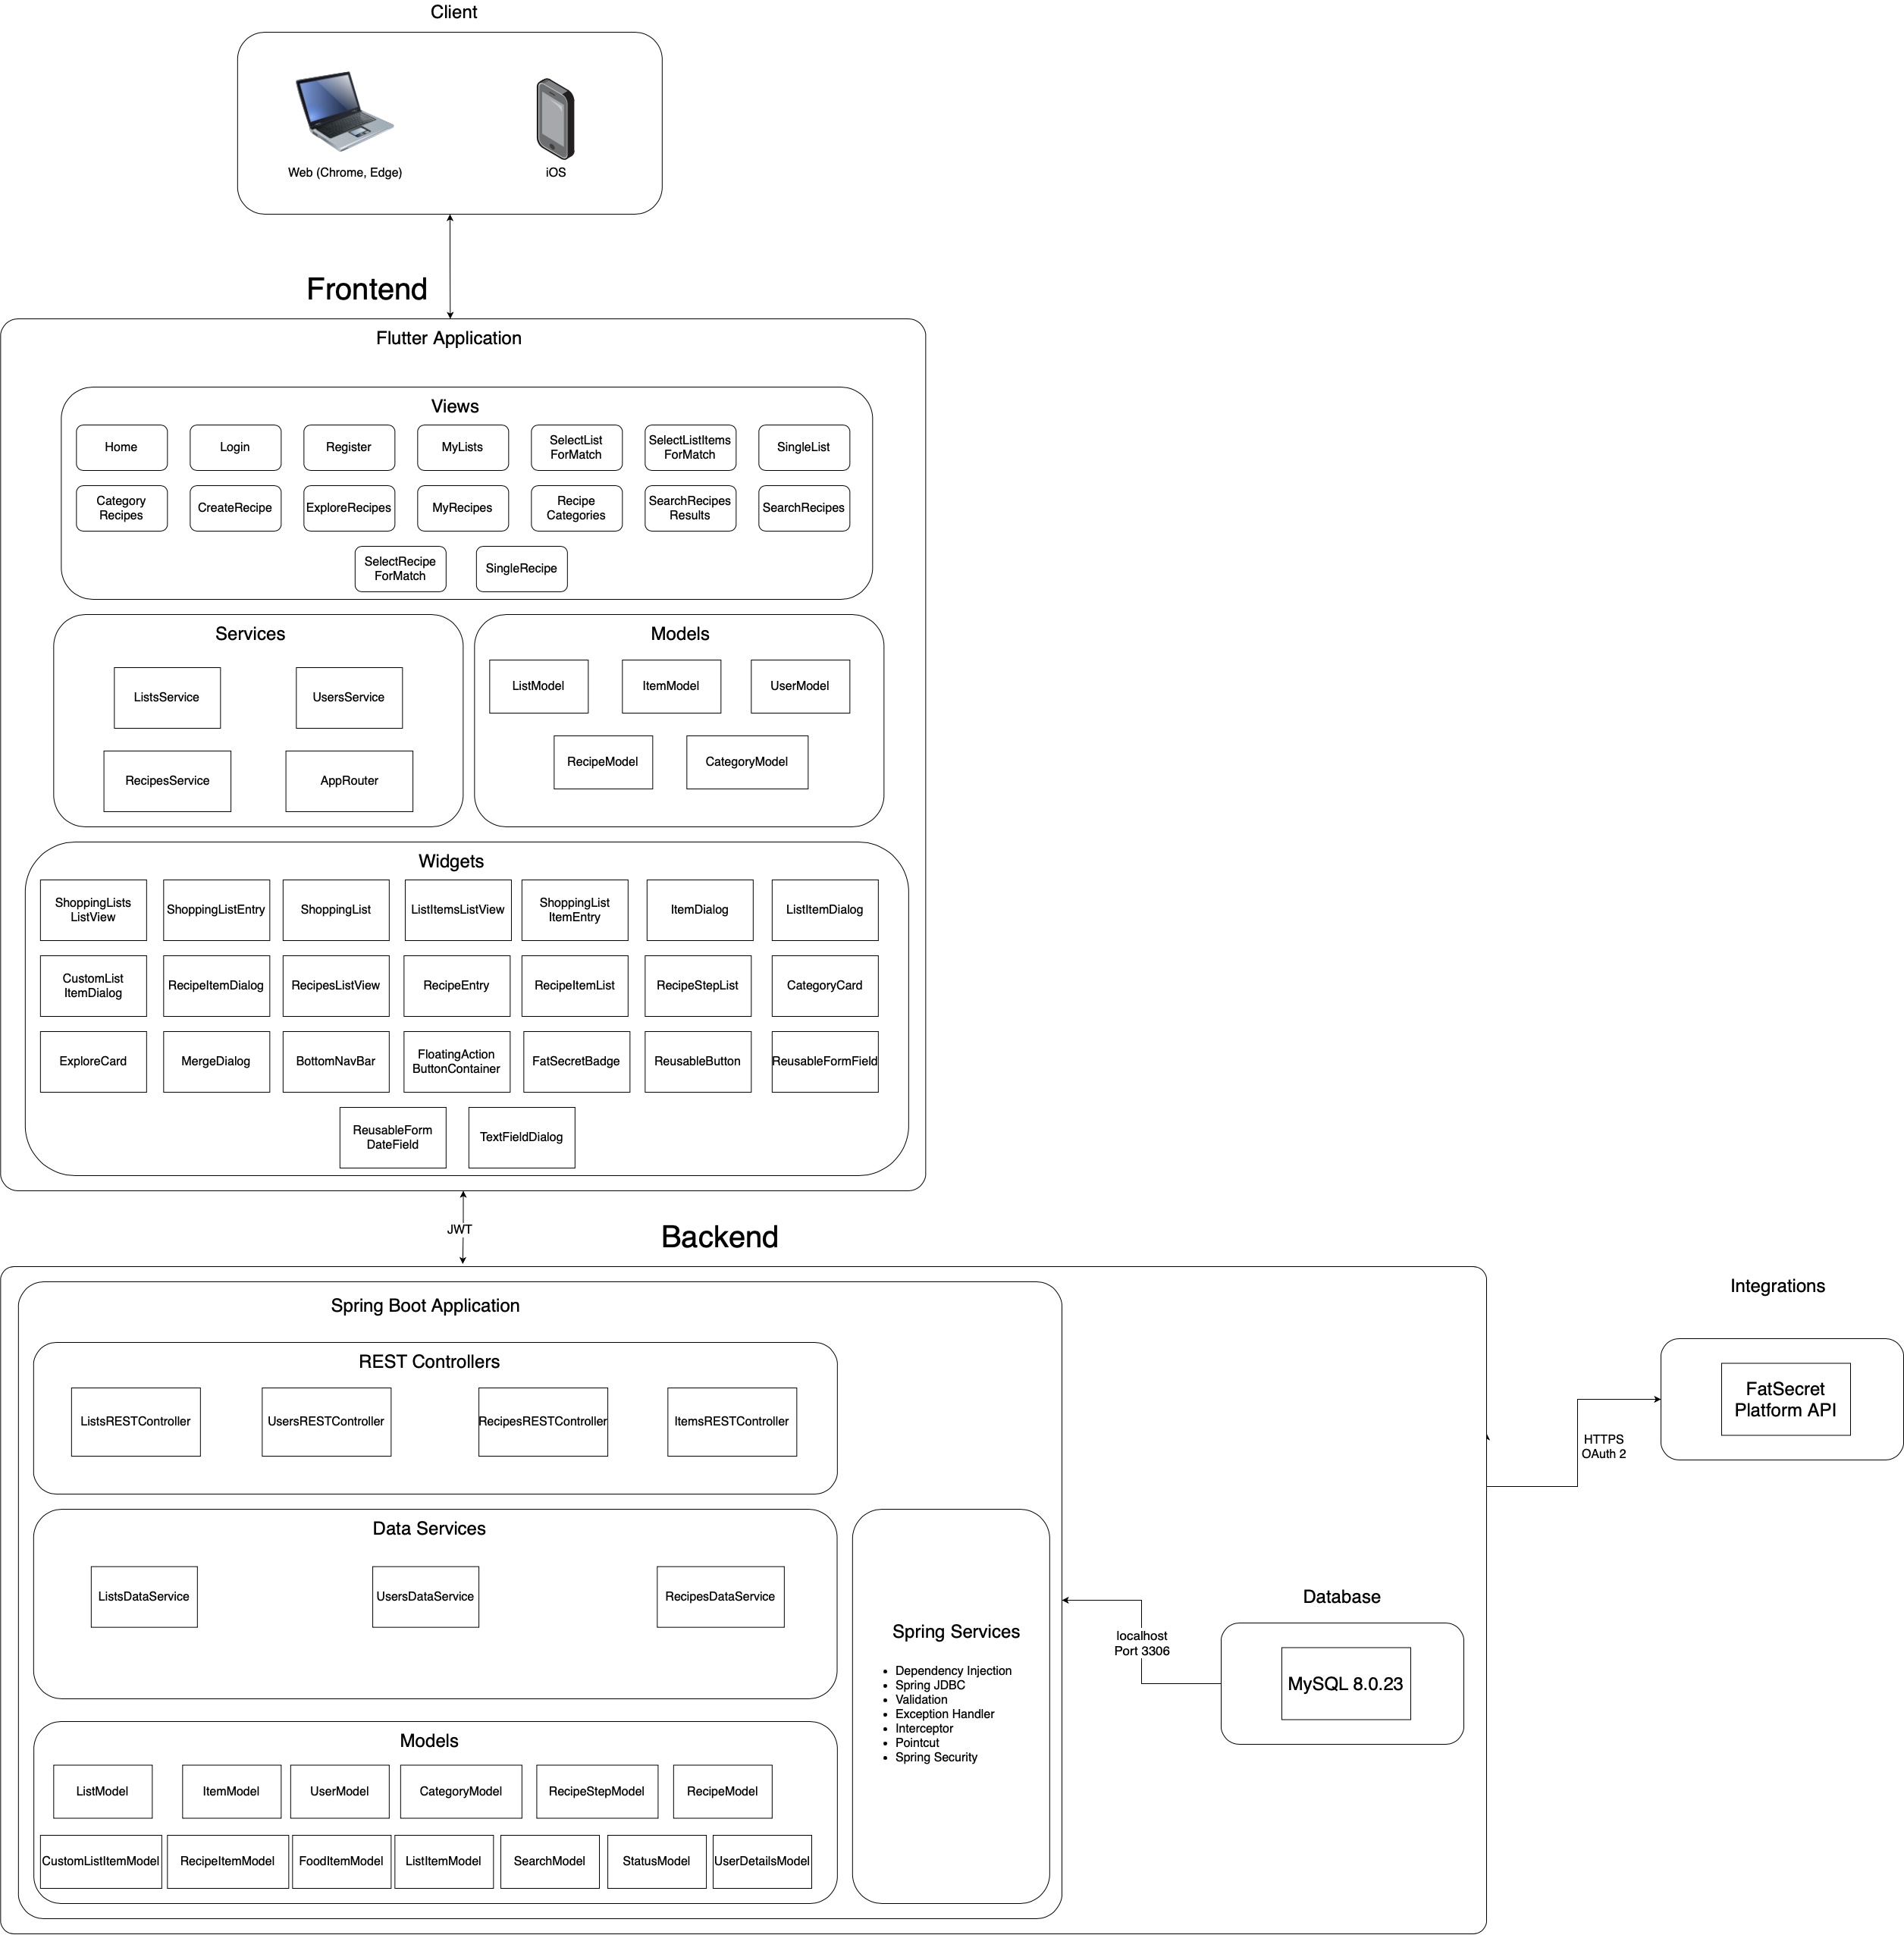 Client
Web (Chrome, Edge)
iOS
Frontend
Flutter Application
Views
Home
Login
Register
MyLists
SelectList
ForMatch
SelectListItems
ForMatch
SingleList
Category
Recipes
CreateRecipe
ExploreRecipes
MyRecipes
Recipe
Categories
SearchRecipes
Results
SearchRecipes
SelectRecipe
ForMatch
SingleRecipe
Services
ListsService
UsersService
RecipesService
AppRouter
Models
ListModel
ItemModel
UserModel
RecipeModel
CategoryModel
Widgets
ShoppingLists
ListView
ShoppingListEntry
ShoppingList
ListItemsListView
ShoppingList
ItemEntry
ItemDialog
ListItemDialog
CustomList
ItemDialog
RecipeItemDialog
RecipesListView
RecipeEntry
RecipeItemList
RecipeStepList
CategoryCard
ExploreCard
MergeDialog
BottomNavBar
FloatingAction
ButtonContainer
FatSecretBadge
ReusableButton
ReusableFormField
ReusableForm
DateField
TextFieldDialog
JWT
Backend
Spring Boot Application
REST Controllers
ListsRESTController
UsersRESTController
RecipesRESTController
ItemsRESTController
Data Services
ListsDataService
UsersDataService
RecipesDataService
Models
ListModel
ItemModel
UserModel
CategoryModel
RecipeStepModel
RecipeModel
CustomListItemModel
RecipeItemModel
FoodItemModel
ListItemModel
SearchModel
StatusModel
UserDetailsModel
Spring Services
• Dependency Injection
• Spring JDBC
• Validation
• Exception Handler
• Interceptor
• Pointcut
• Spring Security
localhost
Port 3306
Database
MySQL 8.0.23
HTTPS
OAuth 2
Integrations
FatSecret
Platform API